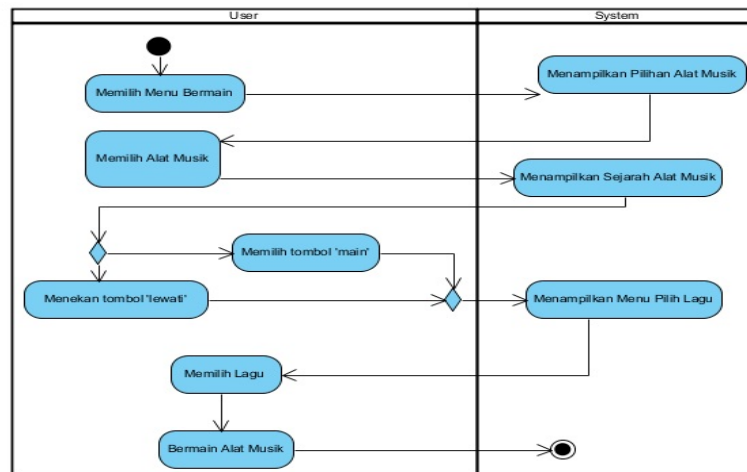 User
System
Memilih Menu Bermain
Menampilkan Pilihan Alat Musik
Memilih Alat Musik
Menampilkan Sejarah Alat Musik
Memilih tombol 'main'
Menekan tombol 'lewati'
Menampilkan Menu Pilih Lagu
Memilih Lagu
Bermain Alat Musik